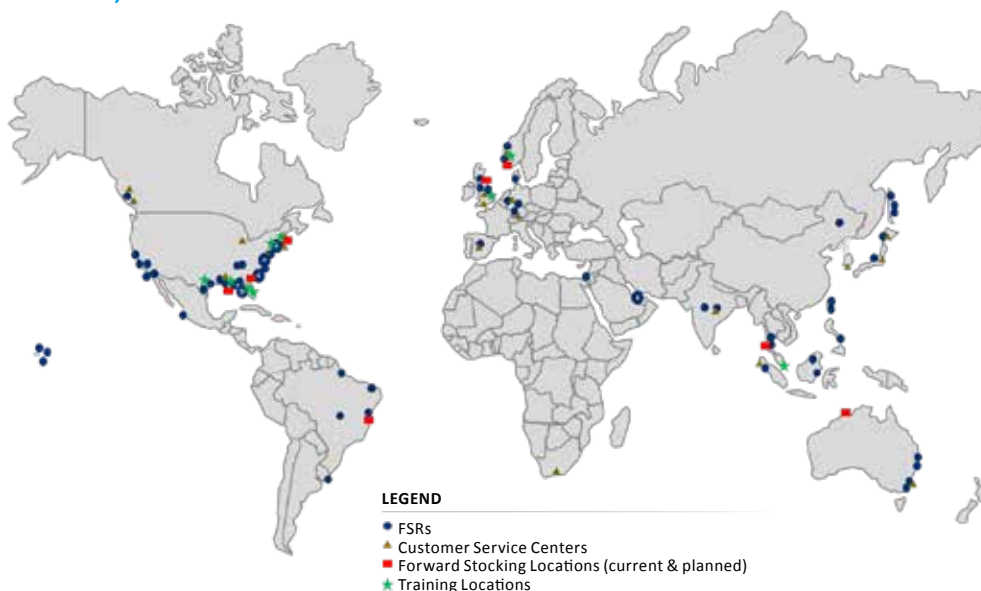 LEGEND
FSRs
Customer Service Centers
Forward Stocking Locations (current & planned)
Training Locations